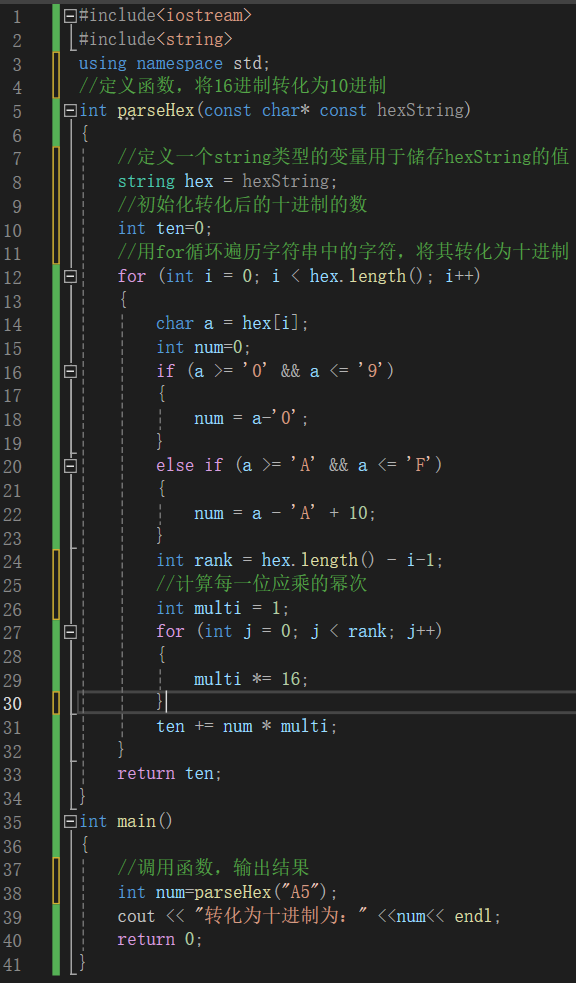 1 #include<iostream>
2 #include<string>
3 using namespace std;
4 //定义函数，将16进制转化为10进制
5 int parseHex(const char* const hexString)
6 {
7 //定义一个string类型的变量用于储存hexString的值
8 string hex = hexString;
9 //初始化转化后的十进制的数
10 int ten=0;
11 //用for循环遍历字符串中的字符，将其转化为十进制
12 for (int i = 0; i < hex.length(); i++)
13 {
14 char a = hex[i];
15 int num=0;
16 if (a >= '0' && a <= '9')
17 {
18 num = a-'0';
19 }
20 else if (a >= 'A' && a <= 'F')
21 {
22 num = a - 'A' + 10;
23 }
24 int rank = hex.length() - i-1;
25 //计算每一位应乘的幂次
26 int multi = 1;
27 for (int j = 0; j < rank; j++)
28 {
29 multi *= 16;
30 }
31 ten += num * multi;
32 }
33 return ten;
34 }
35 int main()
36 {
37 //调用函数，输出结果
38 int num=parseHex("A5");
39 cout << "转化为十进制为：" <<num<< endl;
40 return 0;
41 }